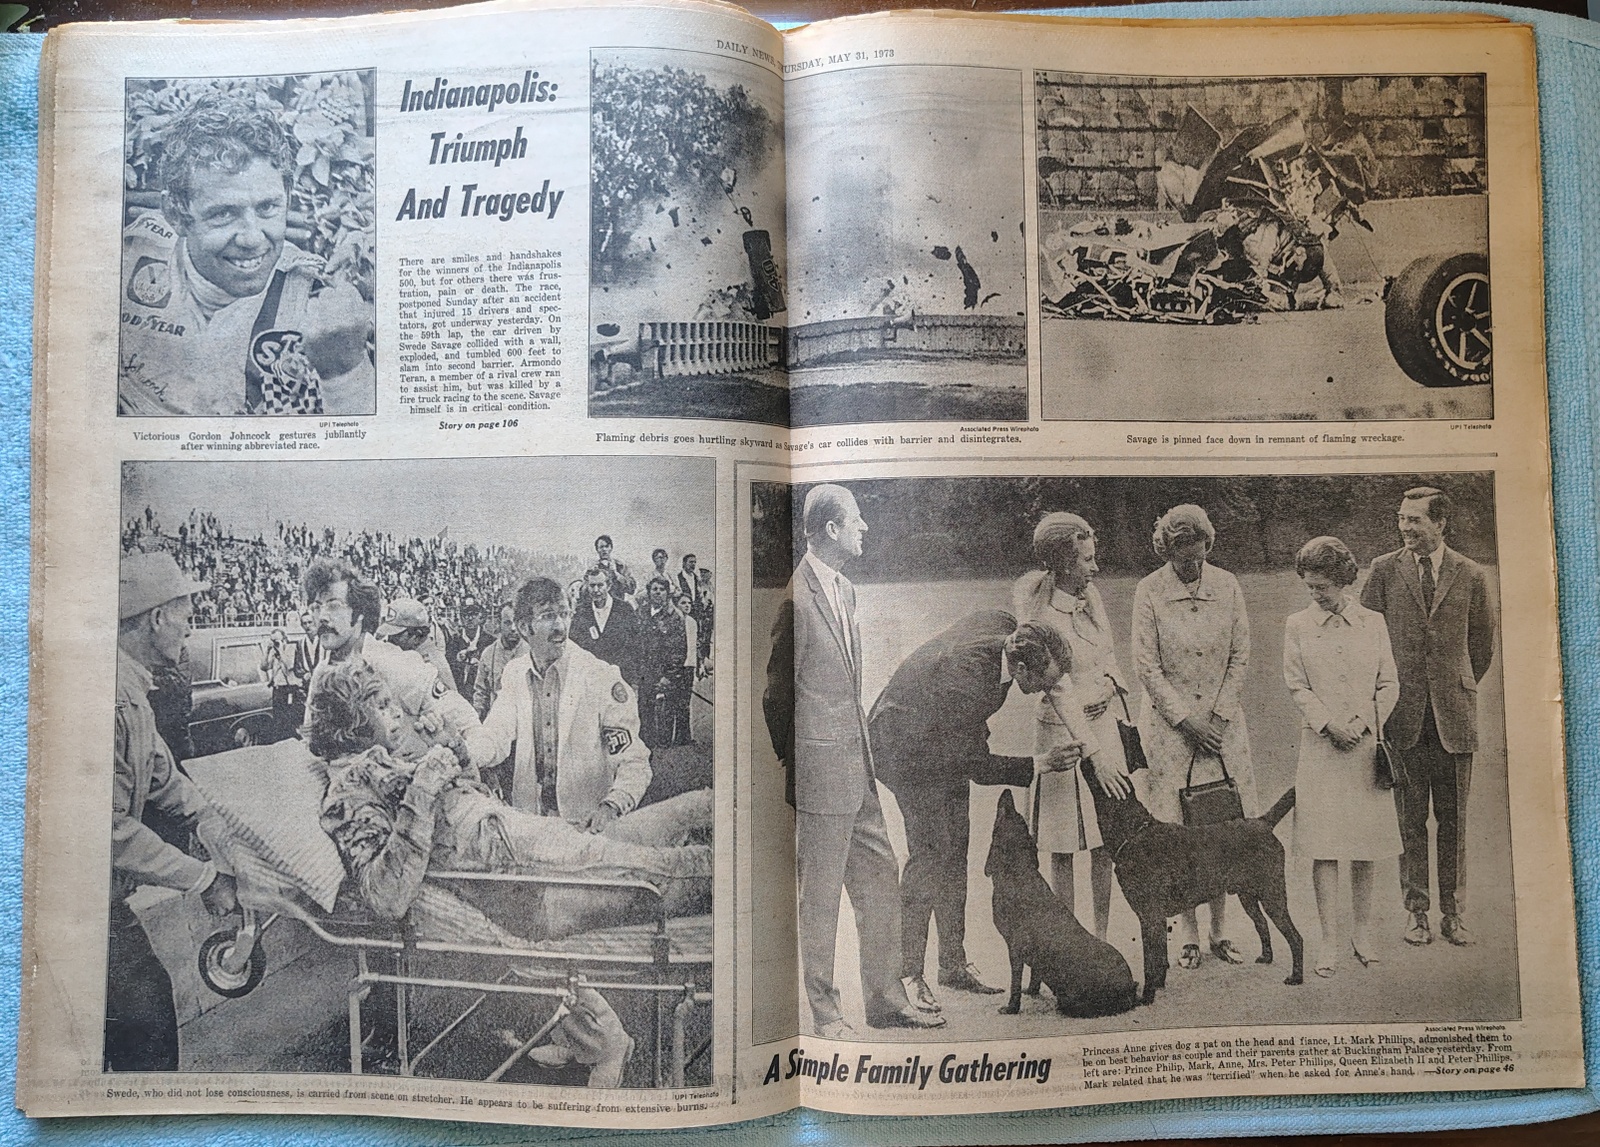 DAILY NEWS, THURSDAY, MAY 31, 1973
Indianapolis:
Triumph
And Tragedy
There are smiles and handshakes
for the winners of the Indianapolis
500, but for others there was frus-
tration, pain or death. The race,
postponed Sunday after an accident
that injured 15 drivers and spec-
tators, got underway yesterday. On
the 59th lap, the car driven by
Swede Savage collided with a wall,
exploded, and tumbled 600 feet to
slam into second barrier. Armondo
Teran, a member of a rival crew ran
to assist him, but was killed by a
fire truck racing to the scene. Savage
himself is in critical condition.
Story on page 106
YEAR
YEAR
STP
UPI Telephoto
Victorious Gordon Johncock gestures jubilantly
after winning abbreviated race.
Associated Press Wirephoto
Flaming debris goes hurtling skyward as Savage's car collides with barrier and disintegrates.
UPI Telephoto
Savage is pinned face down in remnant of flaming wreckage.
UPI Telephoto
Swede, who did not lose consciousness, is carried from scene on stretcher. He appears to be suffering from extensive burns.
Associated Press Wirephoto
A Simple Family Gathering
Princess Anne gives dog a pat on the head and fiance, Lt. Mark Phillips, admonished them to
be on best behavior as couple and their parents gather at Buckingham Palace yesterday. From
left are: Prince Philip, Mark, Anne, Mrs. Peter Phillips, Queen Elizabeth II and Peter Phillips.
Mark related that he was "terrified" when he asked for Anne's hand. —Story on page 46